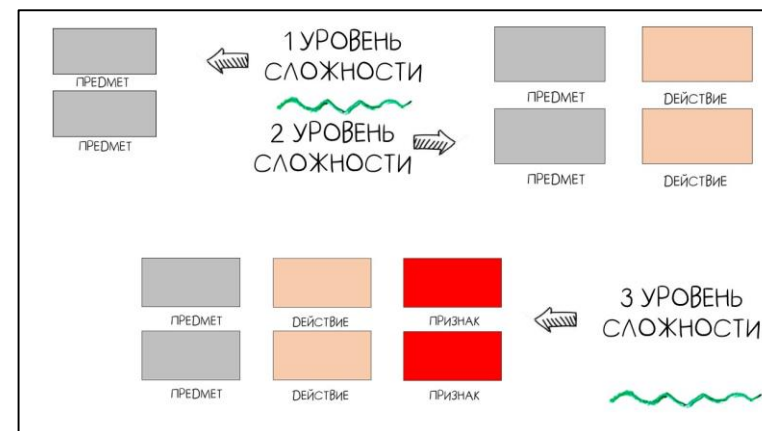 ПРЕДМЕТ
ПРЕДМЕТ
1 УРОВЕНЬ
СЛОЖНОСТИ
2 УРОВЕНЬ
СЛОЖНОСТИ
ПРЕДМЕТ ДЕЙСТВИЕ
ПРЕДМЕТ ДЕЙСТВИЕ
ПРЕДМЕТ ДЕЙСТВИЕ ПРИЗНАК
ПРЕДМЕТ ДЕЙСТВИЕ ПРИЗНАК
3 УРОВЕНЬ
СЛОЖНОСТИ